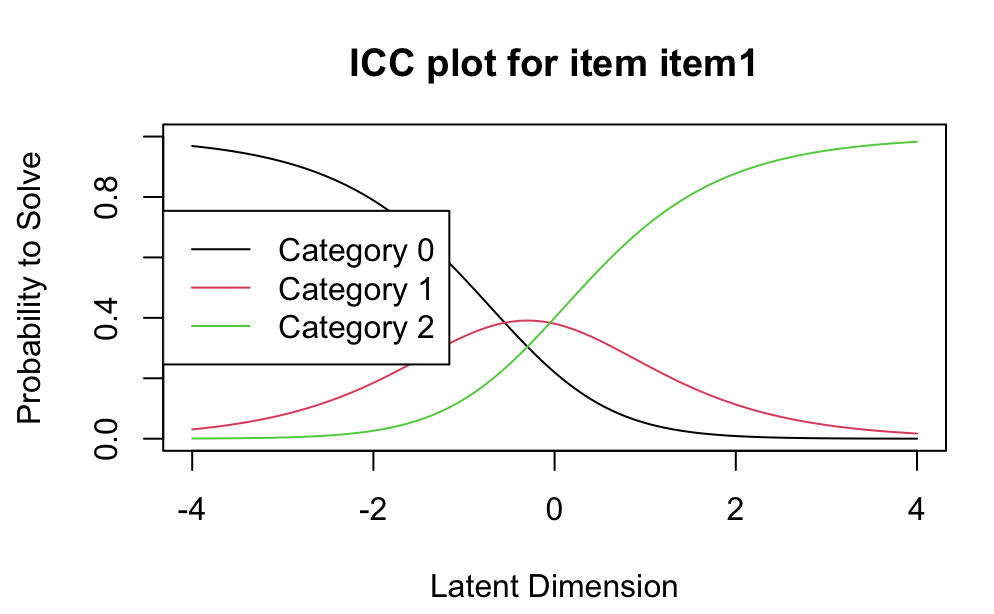 ICC plot for item item1
Probability to Solve
0.8
0.4
0.0
Category 0
Category 1
Category 2
-4 -2 0 2 4
Latent Dimension